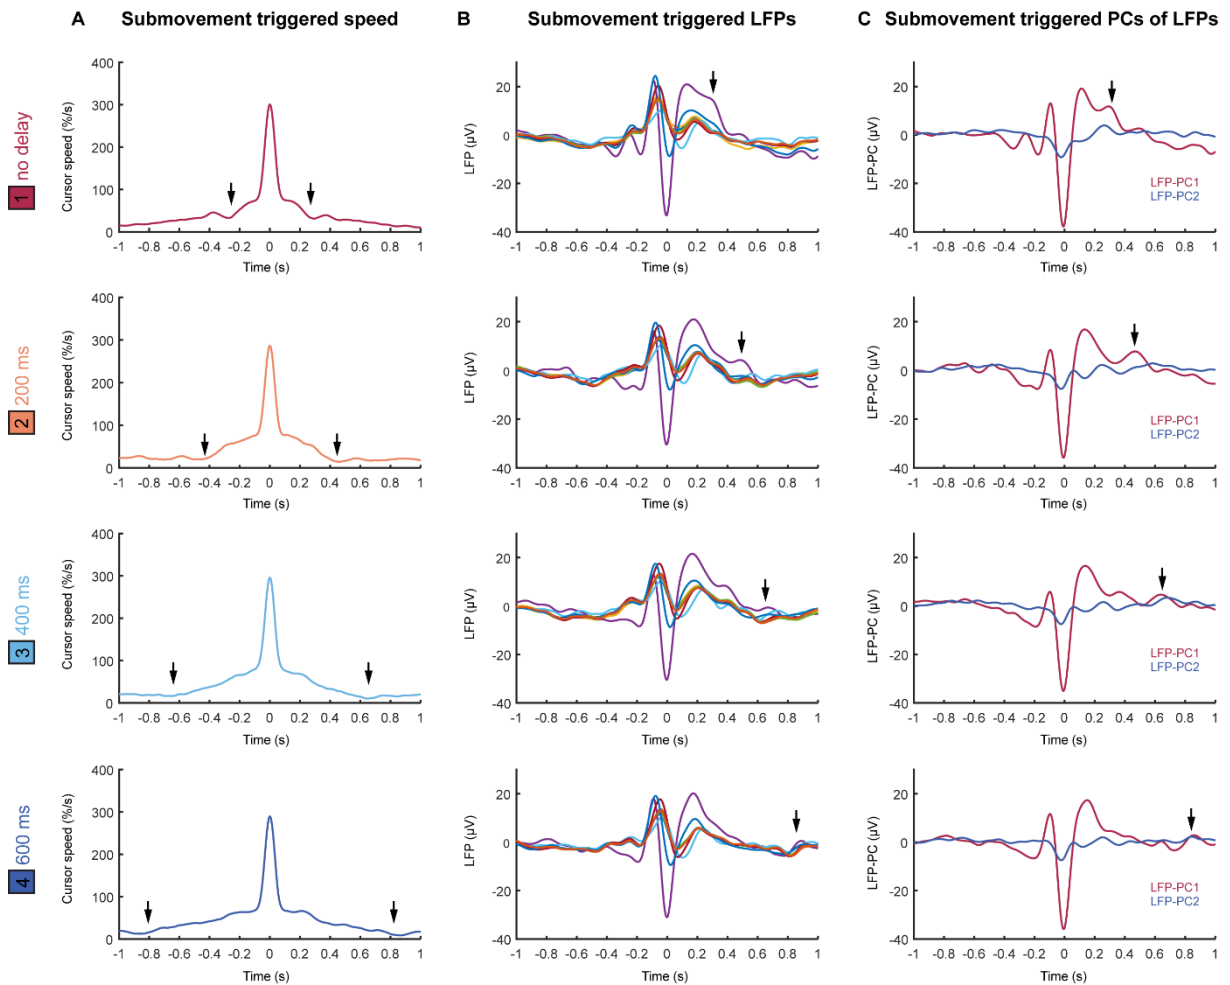 A Submovement triggered speed
B Submovement triggered LFPs
C Submovement triggered PCs of LFPs
1 no delay
400
300
200
100
0
Cursor speed (%/s)
-1 -0.8 -0.6 -0.4 -0.2 0 0.2 0.4 0.6 0.8 1
Time (s)
20
0
-20
-40
LFP (µV)
-1 -0.8 -0.6 -0.4 -0.2 0 0.2 0.4 0.6 0.8 1
Time (s)
20
0
-20
-40
LFP-PC (µV)
LFP-PC1
LFP-PC2
-1 -0.8 -0.6 -0.4 -0.2 0 0.2 0.4 0.6 0.8 1
Time (s)
2 200 ms
400
300
200
100
0
Cursor speed (%/s)
-1 -0.8 -0.6 -0.4 -0.2 0 0.2 0.4 0.6 0.8 1
Time (s)
20
0
-20
-40
LFP (µV)
-1 -0.8 -0.6 -0.4 -0.2 0 0.2 0.4 0.6 0.8 1
Time (s)
20
0
-20
-40
LFP-PC (µV)
LFP-PC1
LFP-PC2
-1 -0.8 -0.6 -0.4 -0.2 0 0.2 0.4 0.6 0.8 1
Time (s)
3 400 ms
400
300
200
100
0
Cursor speed (%/s)
-1 -0.8 -0.6 -0.4 -0.2 0 0.2 0.4 0.6 0.8 1
Time (s)
20
0
-20
-40
LFP (µV)
-1 -0.8 -0.6 -0.4 -0.2 0 0.2 0.4 0.6 0.8 1
Time (s)
20
0
-20
-40
LFP-PC (µV)
LFP-PC1
LFP-PC2
-1 -0.8 -0.6 -0.4 -0.2 0 0.2 0.4 0.6 0.8 1
Time (s)
4 600 ms
400
300
200
100
0
Cursor speed (%/s)
-1 -0.8 -0.6 -0.4 -0.2 0 0.2 0.4 0.6 0.8 1
Time (s)
20
0
-20
-40
LFP (µV)
-1 -0.8 -0.6 -0.4 -0.2 0 0.2 0.4 0.6 0.8 1
Time (s)
20
0
-20
-40
LFP-PC (µV)
LFP-PC1
LFP-PC2
-1 -0.8 -0.6 -0.4 -0.2 0 0.2 0.4 0.6 0.8 1
Time (s)